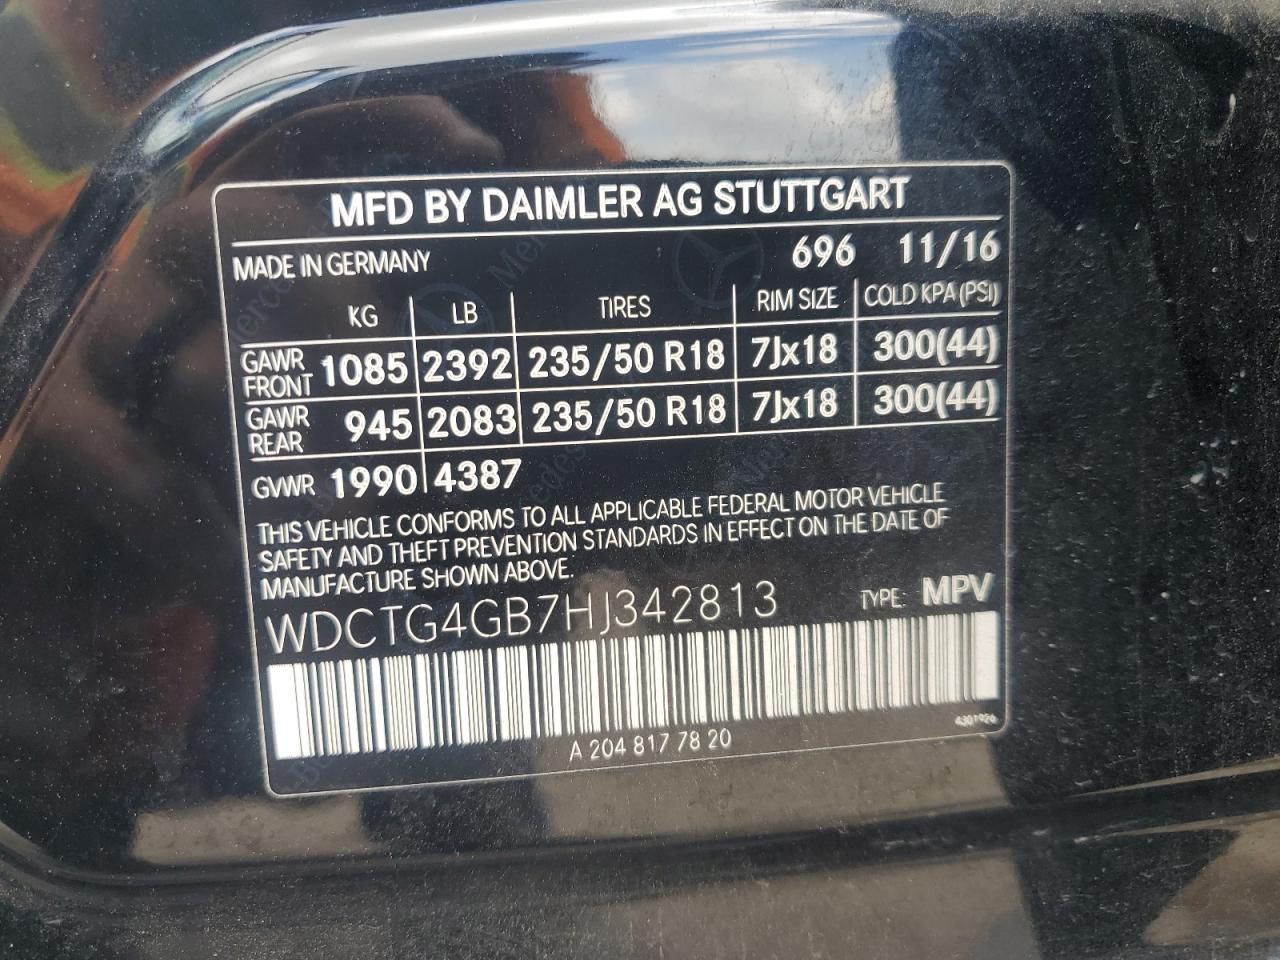 MFD BY DAIMLER AG STUTTGART
MADE IN GERMANY 696 11/16
KG LB TIRES RIM SIZE COLD KPA (PSI)
GAWR FRONT 1085 2392 235/50 R18 7Jx18 300(44)
GAWR REAR 945 2083 235/50 R18 7Jx18 300(44)
GVWR 1990 4387
THIS VEHICLE CONFORMS TO ALL APPLICABLE FEDERAL MOTOR VEHICLE
SAFETY AND THEFT PREVENTION STANDARDS IN EFFECT ON THE DATE OF
MANUFACTURE SHOWN ABOVE.
WDCTG4GB7HJ342813 TYPE: MPV
4301926
A 204 817 78 20